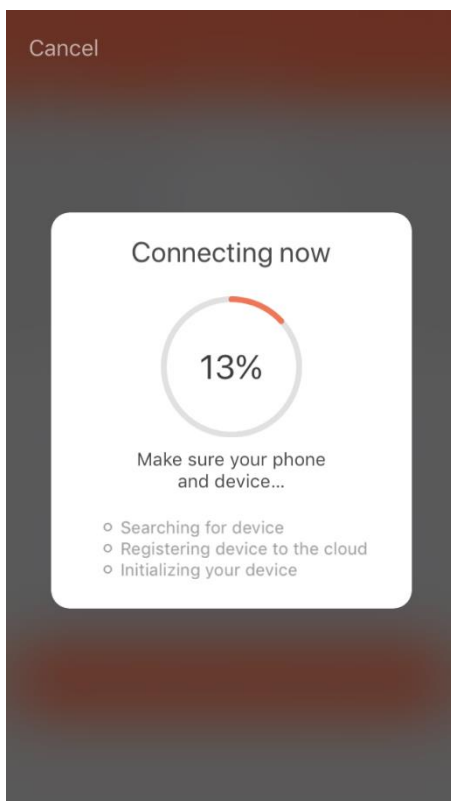 Cancel
Connecting now
13%
Make sure your phone
and device...
Searching for device
Registering device to the cloud
Initializing your device